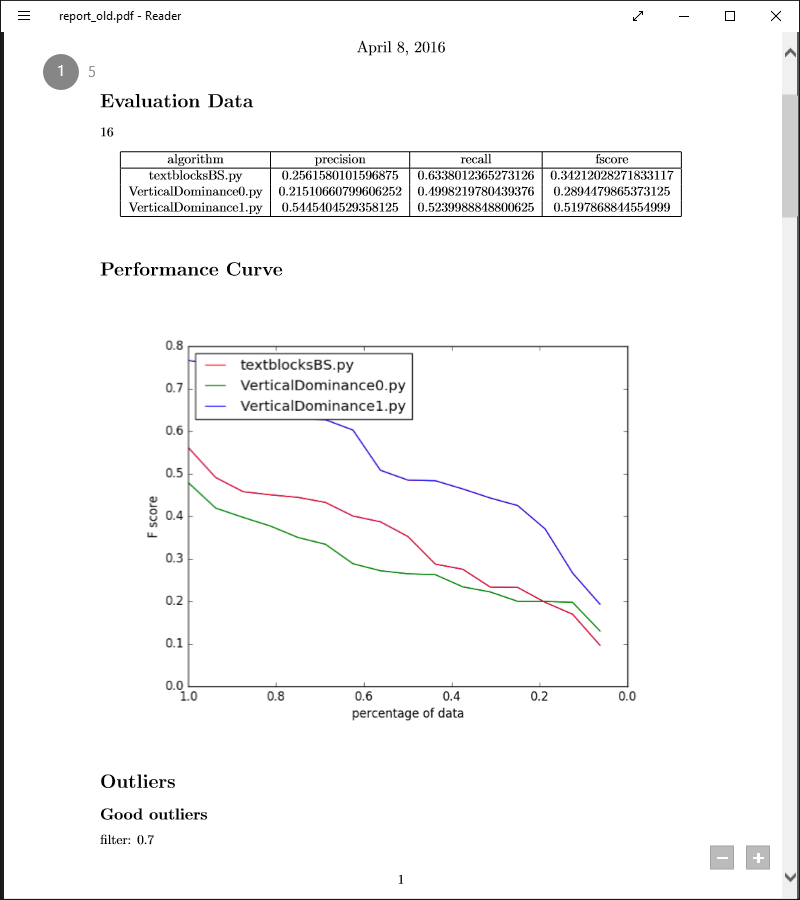 report_old.pdf - Reader
April 8, 2016
1 5
Evaluation Data
16
algorithm precision recall fscore
textblocksBS.py 0.2561580101596875 0.6338012365273126 0.34212028271833117
VerticalDominance0.py 0.21510660799606252 0.4998219780439376 0.2894479865373125
VerticalDominance1.py 0.5445404529358125 0.5239988848800625 0.5197868844554999
Performance Curve
0.8
textblocksBS.py
0.7
VerticalDominance0.py
VerticalDominance1.py
0.6
0.5
0.4
F score
0.3
0.2
0.1
0.0
1.0 0.8 0.6 0.4 0.2 0.0
percentage of data
Outliers
Good outliers
filter: 0.7
1